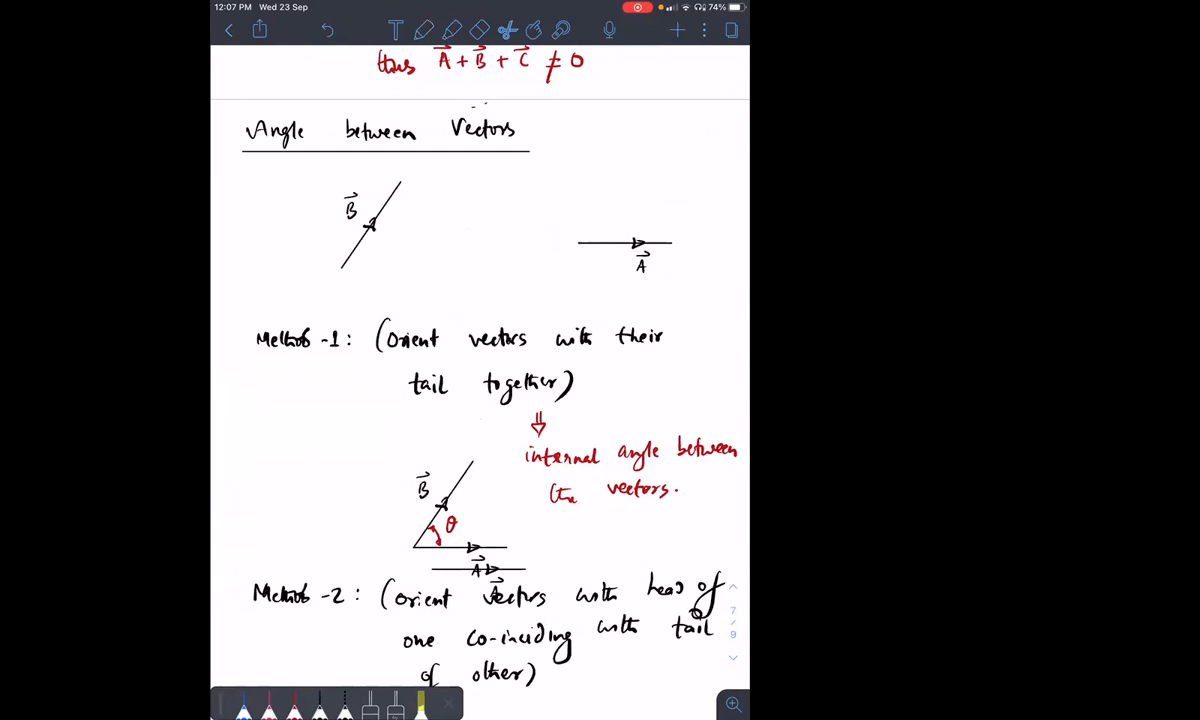 12:07 PM Wed 23 Sep
74%
T
thus A⃗ + B⃗ + C⃗ ≠ 0
Angle between Vectors
B⃗
A⃗
Method -1: (Orient vectors with their
tail together)
⇓
internal angle between
the vectors.
B⃗
θ
A⃗
A⃗
Method -2: (orient vectors with head of
one co-inciding with tail
of other)
7
/
9